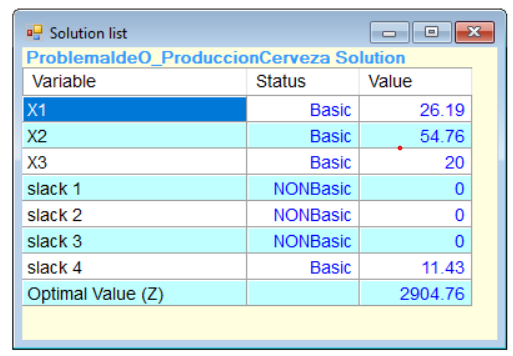 Solution list
ProblemaIdeO_ProduccionCerveza Solution
Variable Status Value
X1 Basic 26.19
X2 Basic 54.76
X3 Basic 20
slack 1 NONBasic 0
slack 2 NONBasic 0
slack 3 NONBasic 0
slack 4 Basic 11.43
Optimal Value (Z) 2904.76